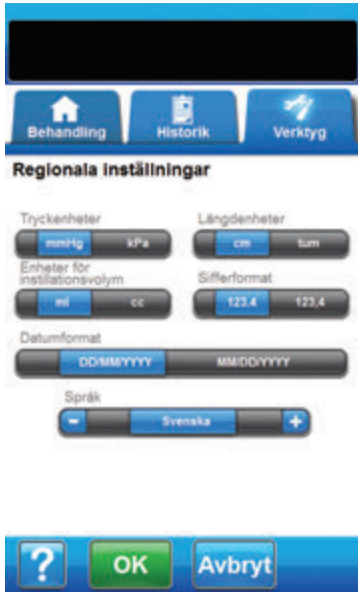 Behandling Historik Verktyg
Regionala inställningar
Tryckenheter Längdenheter
mmHg kPa cm tum
Enheter för
instillationsvolym Sifferformat
ml cc 123.4 123,4
Datumformat
DD/MM/YYYY MM/DD/YYYY
Språk
- Svenska +
? OK Avbryt